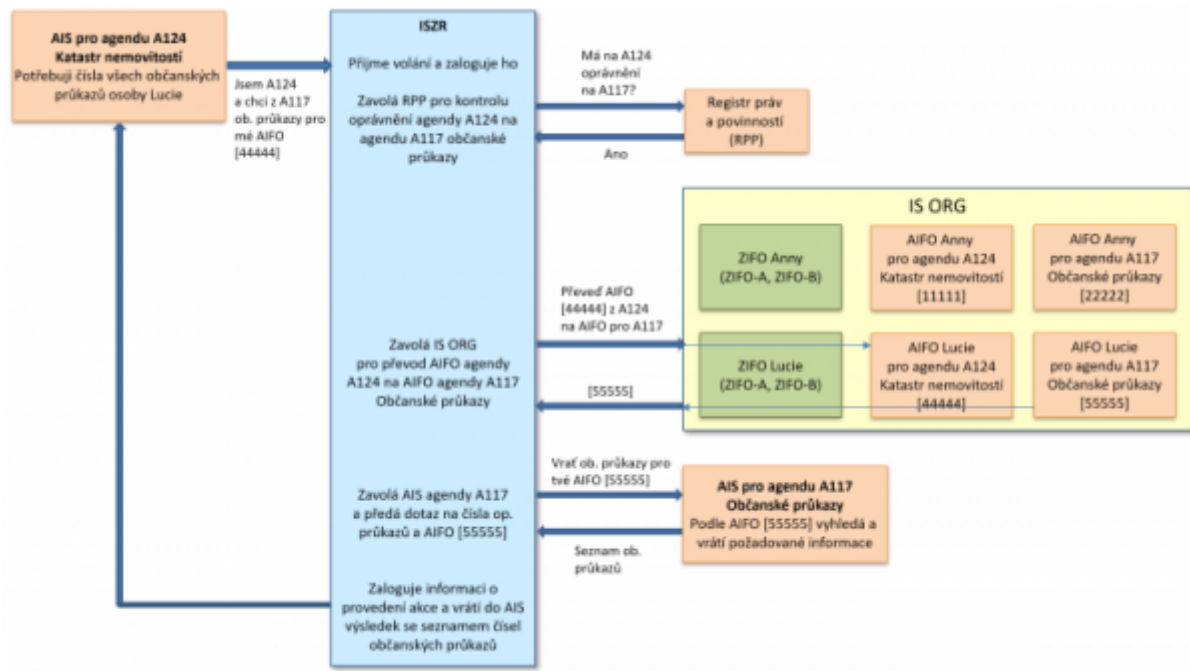 AIS pro agendu A124
Katastr nemovitostí
Potřebuji čísla všech občanských
průkazů osoby Lucie
Jsem A124
a chci z A117
ob. průkazy pro
mé AIFO
[44444]
ISZR
Přijme volání a zaloguje ho
Zavolá RPP pro kontrolu
oprávnění agendy A124 na
agendu A117 občanské
průkazy
Má na A124
oprávnění
na A117?
Ano
Registr práv
a povinností
(RPP)
Zavolá IS ORG
pro převod AIFO agendy
A124 na AIFO agendy A117
Občanské průkazy
Převeď AIFO
[44444] z A124
na AIFO pro A117
[55555]
IS ORG
ZIFO Anny
(ZIFO-A, ZIFO-B)
AIFO Anny
pro agendu A124
Katastr nemovitostí
[11111]
AIFO Anny
pro agendu A117
Občanské průkazy
[22222]
ZIFO Lucie
(ZIFO-A, ZIFO-B)
AIFO Lucie
pro agendu A124
Katastr nemovitostí
[44444]
AIFO Lucie
pro agendu A117
Občanské průkazy
[55555]
Zavolá AIS agendy A117
a předá dotaz na čísla op.
průkazů a AIFO [55555]
Vrať ob. průkazy pro
tvé AIFO [55555]
Seznam ob.
průkazů
AIS pro agendu A117
Občanské průkazy
Podle AIFO [55555] vyhledá a
vrátí požadované informace
Zaloguje informaci o
provedení akce a vrátí do AIS
výsledek se seznamem čísel
občanských průkazů